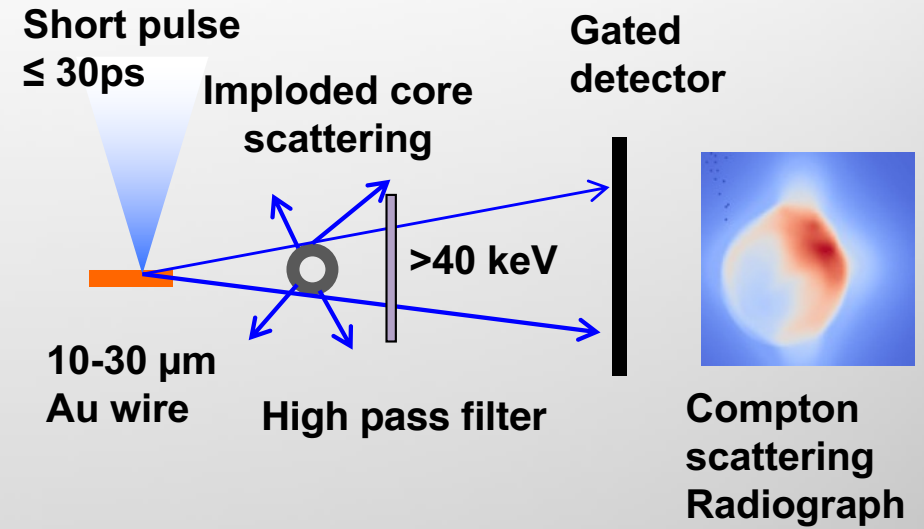 Short pulse
≤ 30ps
Imploded core
scattering
Gated
detector
>40 keV
10-30 µm
Au wire
High pass filter
Compton
scattering
Radiograph